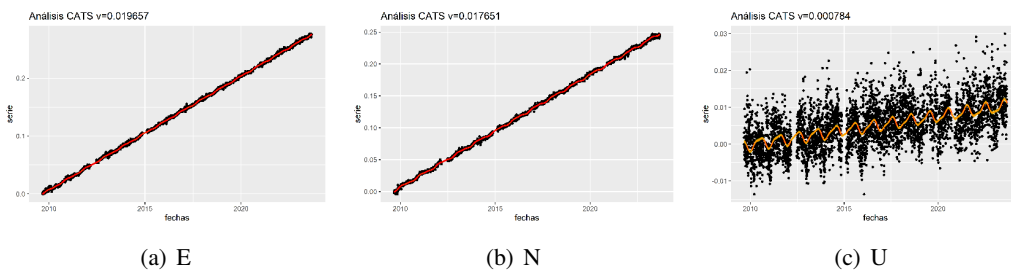 Análisis CATS v=0.019657
serie
0.2
0.1
0.0
2010
2015
2020
fechas
(a) E
Análisis CATS v=0.017651
serie
0.25
0.20
0.15
0.10
0.05
0.00
2010
2015
2020
fechas
(b) N
Análisis CATS v=0.000784
serie
0.03
0.02
0.01
0.00
-0.01
2010
2015
2020
fechas
(c) U